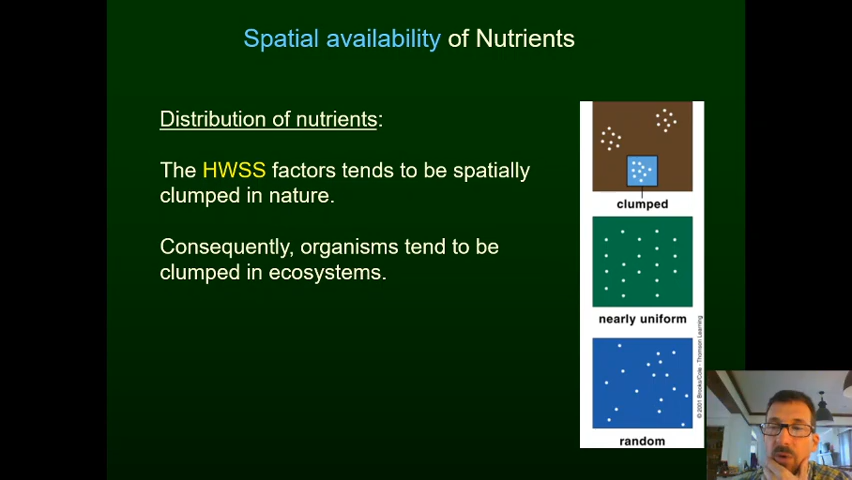 Spatial availability of Nutrients
Distribution of nutrients:
The HWSS factors tends to be spatially
clumped in nature.
Consequently, organisms tend to be
clumped in ecosystems.
clumped
nearly uniform
random
© 2001 Brooks/Cole - Thomson Learning